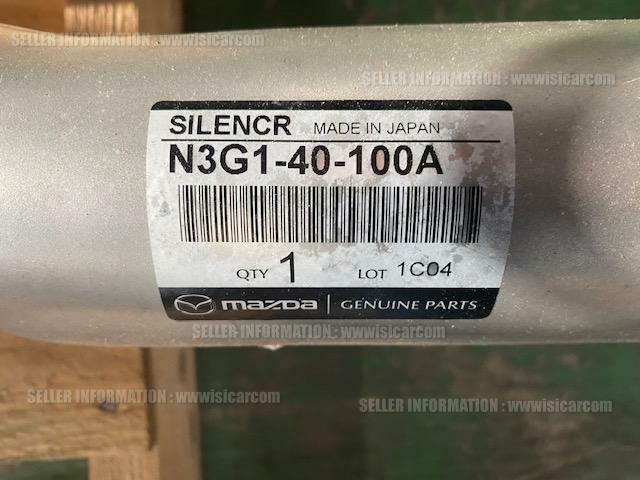 SELLER INFORMATION : wwwisicarcom
SELLER INFORMATION : wwwisicarcom
SILENCR MADE IN JAPAN
N3G1-40-100A
QTY 1 LOT 1C04
mazda GENUINE PARTS
SELLER INFORMATION : wwwisicarcom
SELLER INFORMATION : wwwisicarcom
SELLER INFORMATION : wwwisicarcom